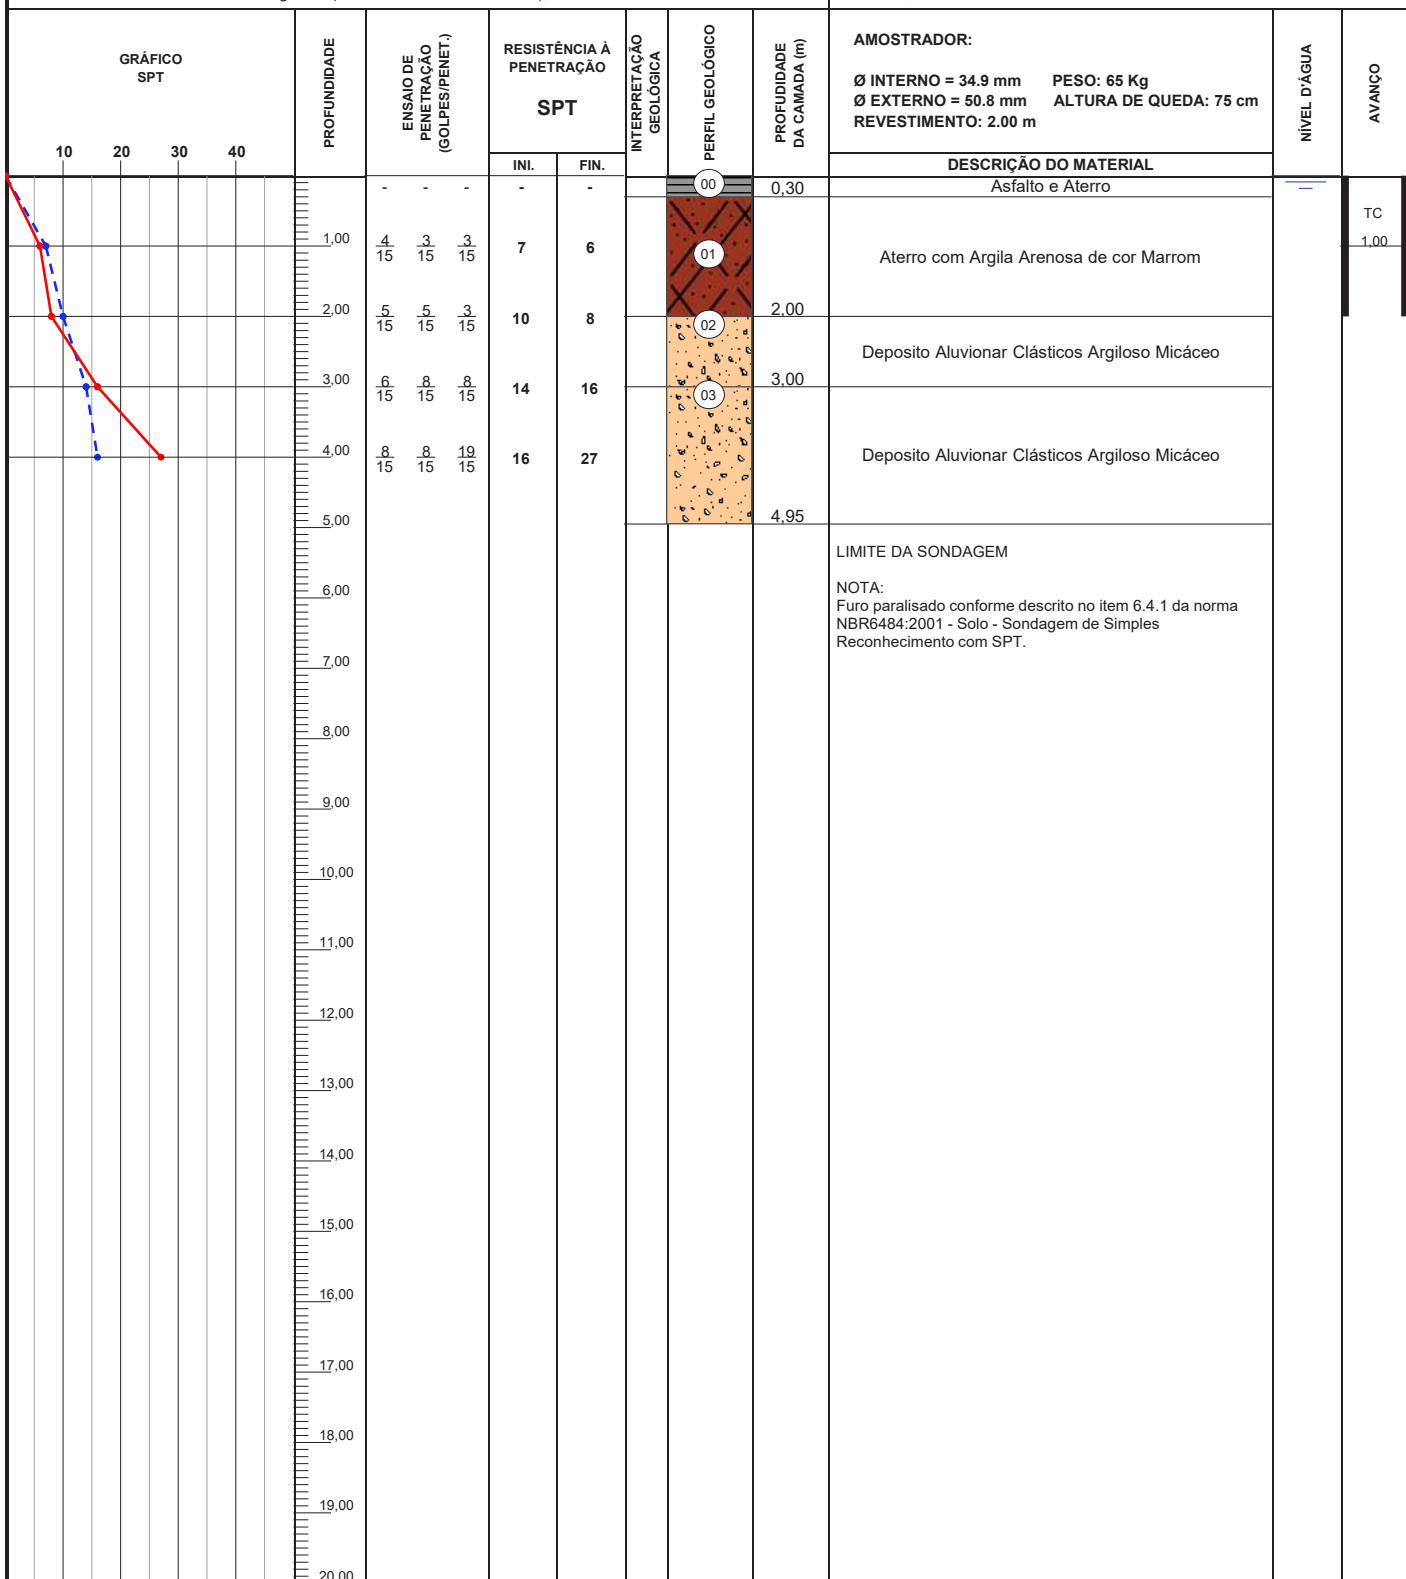 GRÁFICO
SPT
10 20 30 40
PROFUNDIDADE
ENSAIO DE
PENETRAÇÃO
(GOLPES/PENET.)
RESISTÊNCIA À
PENETRAÇÃO
SPT
INI. FIN.
INTERPRETAÇÃO
GEOLÓGICA
PERFIL GEOLÓGICO
PROFUDIDADE
DA CAMADA (m)
AMOSTRADOR:
Ø INTERNO = 34.9 mm PESO: 65 Kg
Ø EXTERNO = 50.8 mm ALTURA DE QUEDA: 75 cm
REVESTIMENTO: 2.00 m
DESCRIÇÃO DO MATERIAL
NÍVEL D'ÁGUA
AVANÇO
- - - - - 00 0,30 Asfalto e Aterro
TC
1,00 4/15 3/15 3/15 7 6 01 Aterro com Argila Arenosa de cor Marrom 1,00
2,00 5/15 5/15 3/15 10 8 2,00
02 Deposito Aluvionar Clásticos Argiloso Micáceo
3,00 6/15 8/15 8/15 14 16 3,00
03
4,00 8/15 8/15 19/15 16 27 Deposito Aluvionar Clásticos Argiloso Micáceo
5,00 4,95
LIMITE DA SONDAGEM
NOTA:
Furo paralisado conforme descrito no item 6.4.1 da norma
NBR6484:2001 - Solo - Sondagem de Simples
Reconhecimento com SPT.
6,00
7,00
8,00
9,00
10,00
11,00
12,00
13,00
14,00
15,00
16,00
17,00
18,00
19,00
20,00